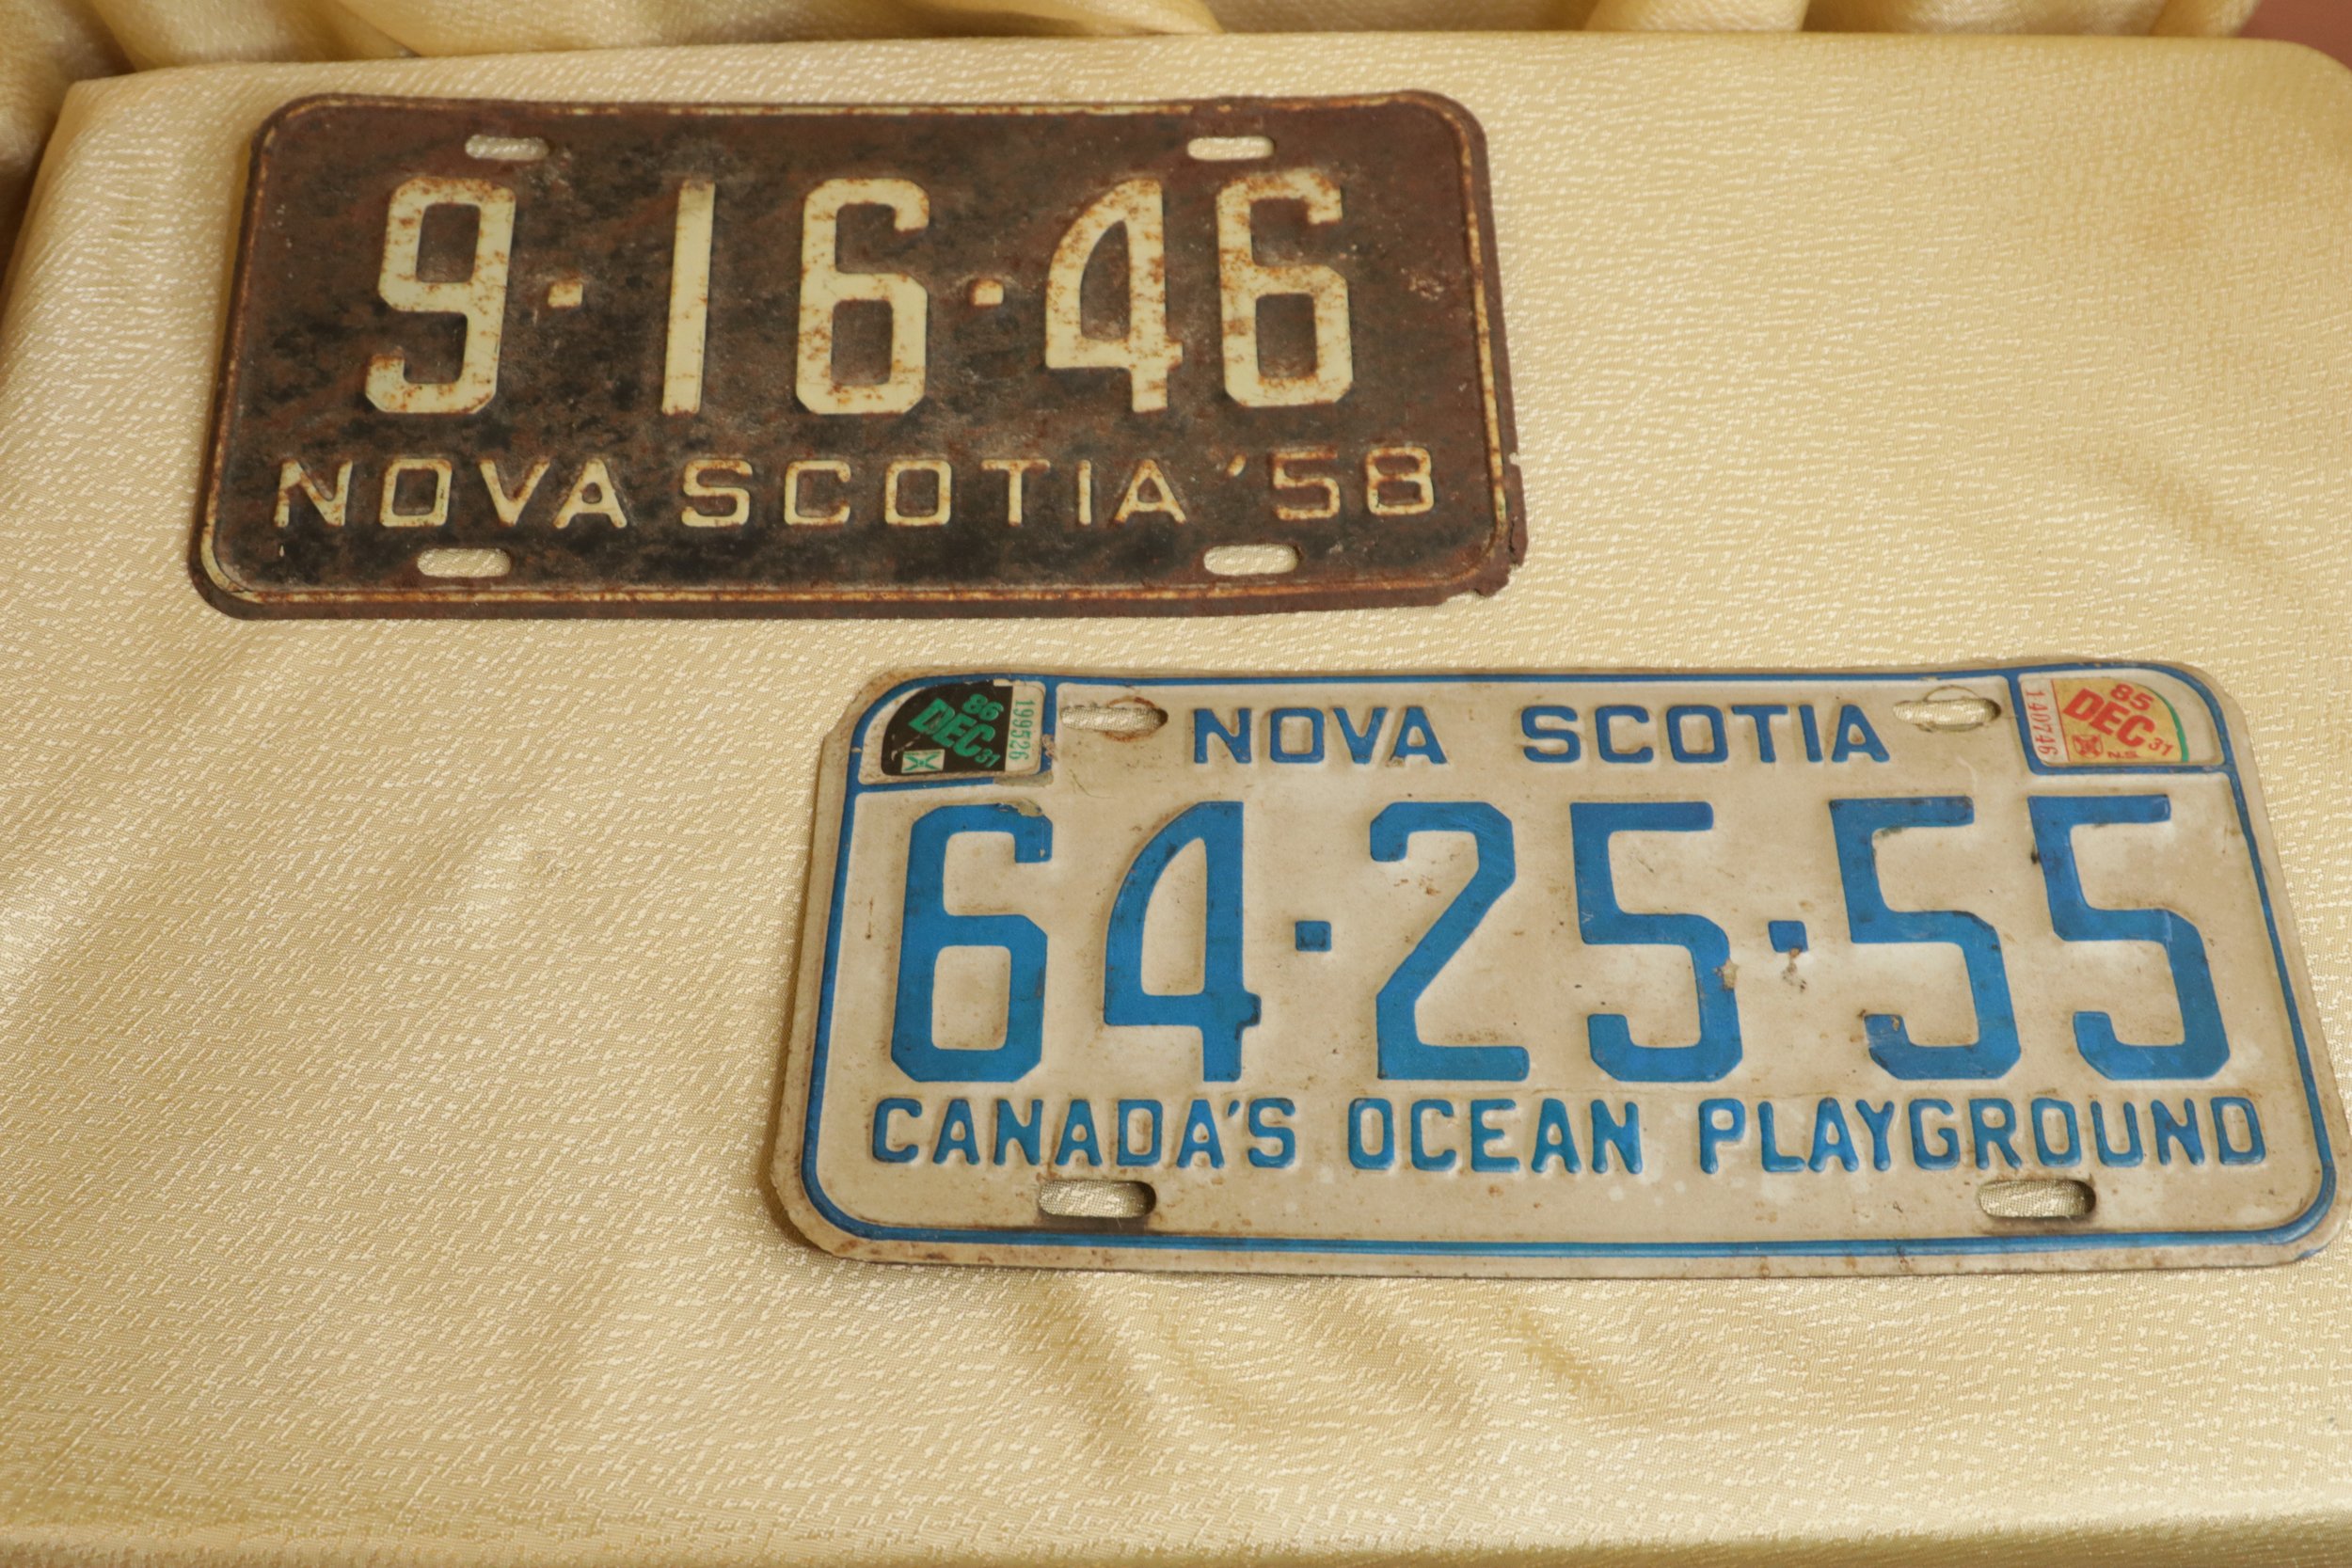 9·16·46
NOVA SCOTIA '58
86
DEC 31
199526
NOVA SCOTIA
85
DEC 31
N.S.
140746
64·25·55
CANADA'S OCEAN PLAYGROUND